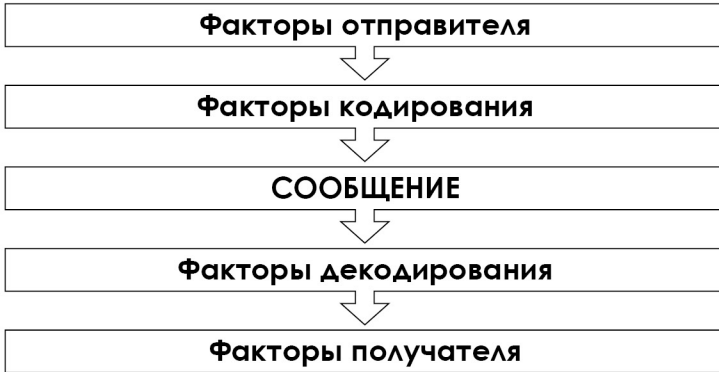 Факторы отправителя
Факторы кодирования
СООБЩЕНИЕ
Факторы декодирования
Факторы получателя